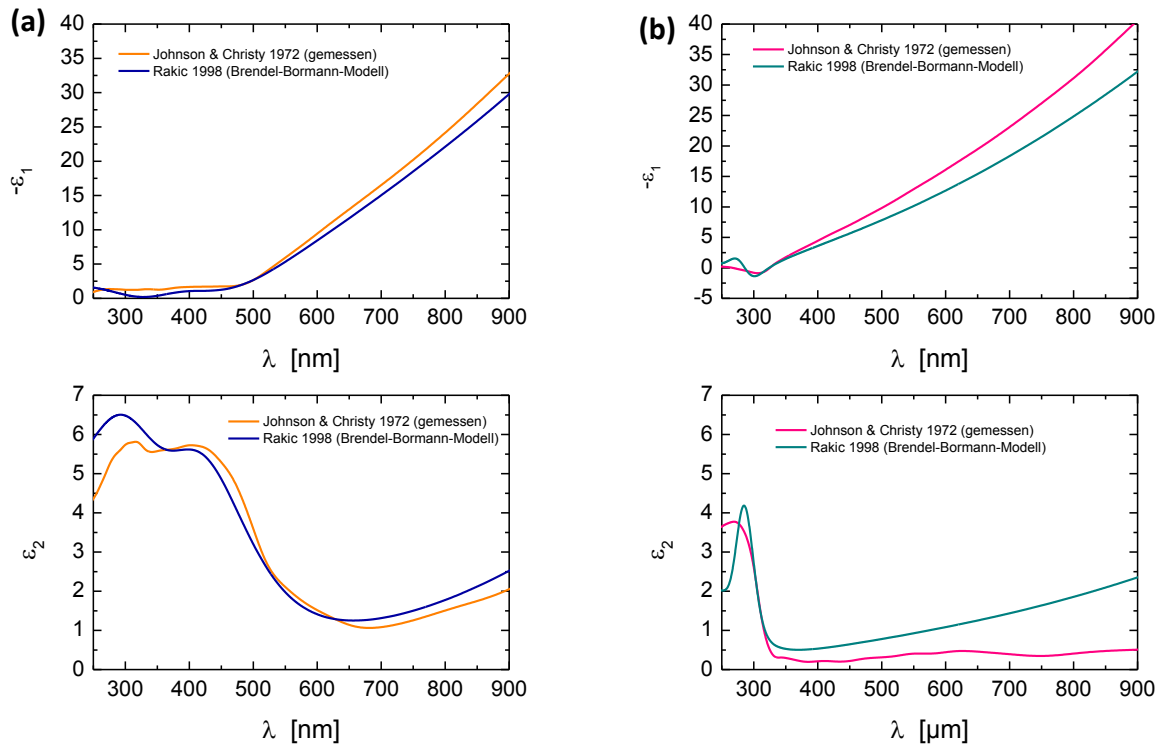 (a)
40
35
30
25
20
15
10
5
0
-ε1
Johnson & Christy 1972 (gemessen)
Rakic 1998 (Brendel-Bormann-Modell)
300 400 500 600 700 800 900
λ [nm]
(b)
40
35
30
25
20
15
10
5
0
-5
-ε1
Johnson & Christy 1972 (gemessen)
Rakic 1998 (Brendel-Bormann-Modell)
300 400 500 600 700 800 900
λ [nm]
7
6
5
4
3
2
1
0
ε2
Johnson & Christy 1972 (gemessen)
Rakic 1998 (Brendel-Bormann-Modell)
300 400 500 600 700 800 900
λ [nm]
7
6
5
4
3
2
1
0
ε2
Johnson & Christy 1972 (gemessen)
Rakic 1998 (Brendel-Bormann-Modell)
300 400 500 600 700 800 900
λ [µm]